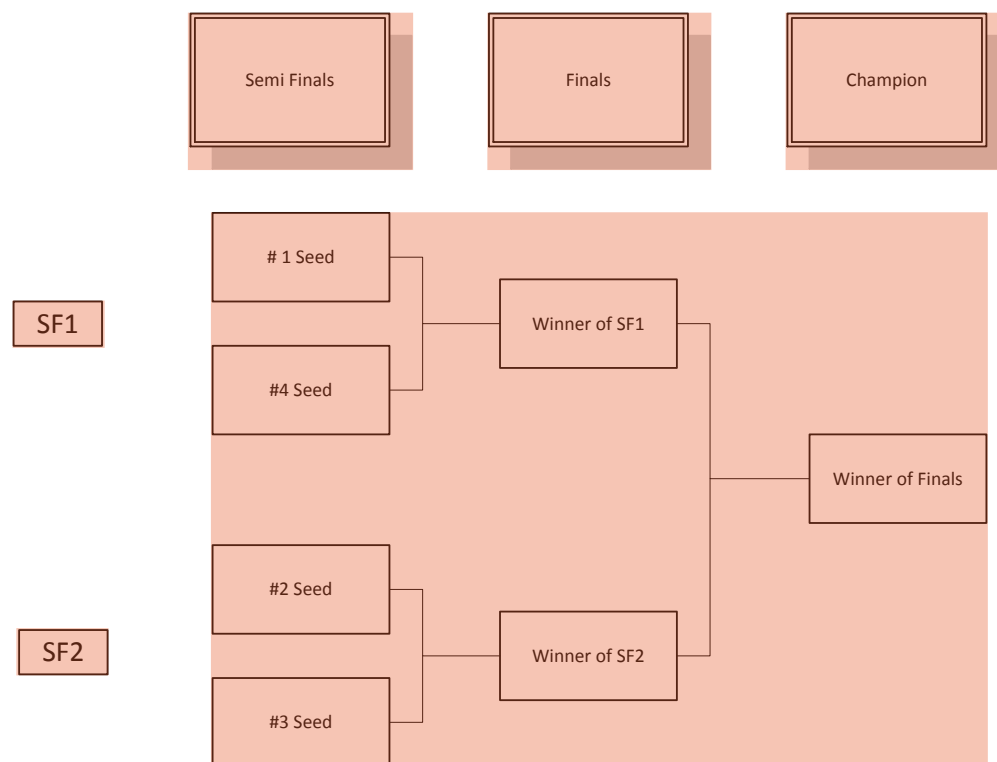 Semi Finals
Finals
Champion
# 1 Seed
SF1
Winner of SF1
#4 Seed
Winner of Finals
#2 Seed
SF2
Winner of SF2
#3 Seed